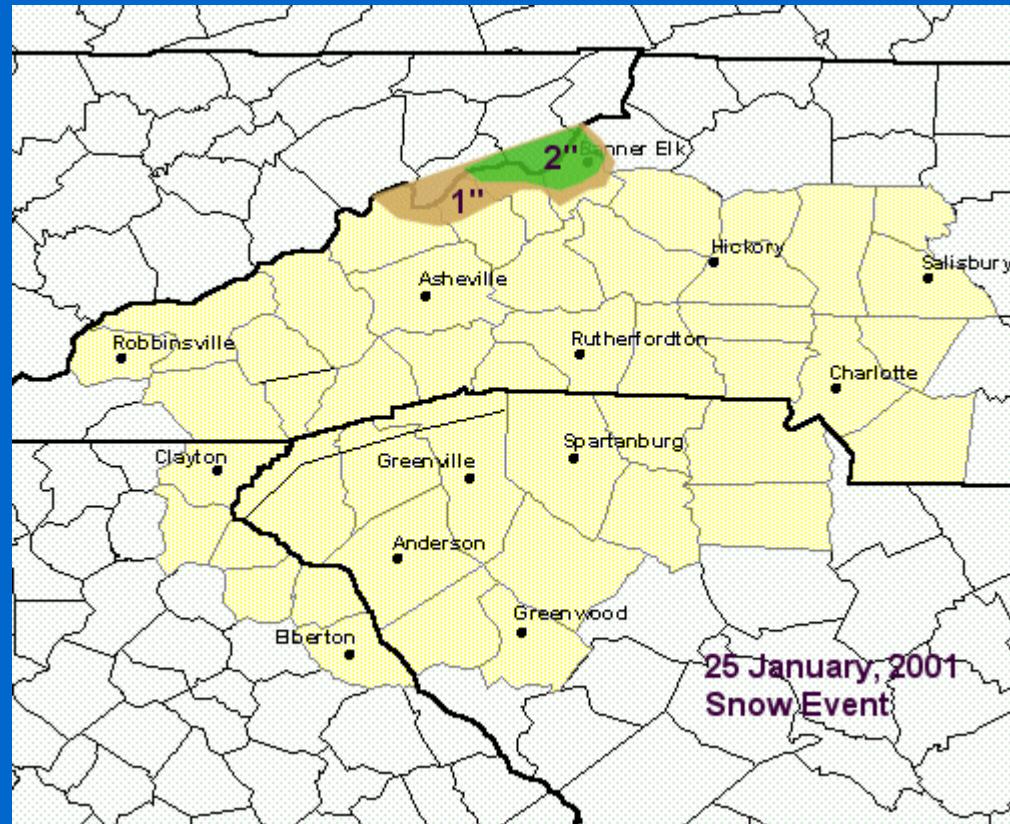 Banner Elk
2"
1"
Hickory
Salisbury
Asheville
Robbinsville
Rutherfordton
Charlotte
Clayton
Greenville
Spartanburg
Anderson
Greenwood
Elberton
25 January, 2001
Snow Event